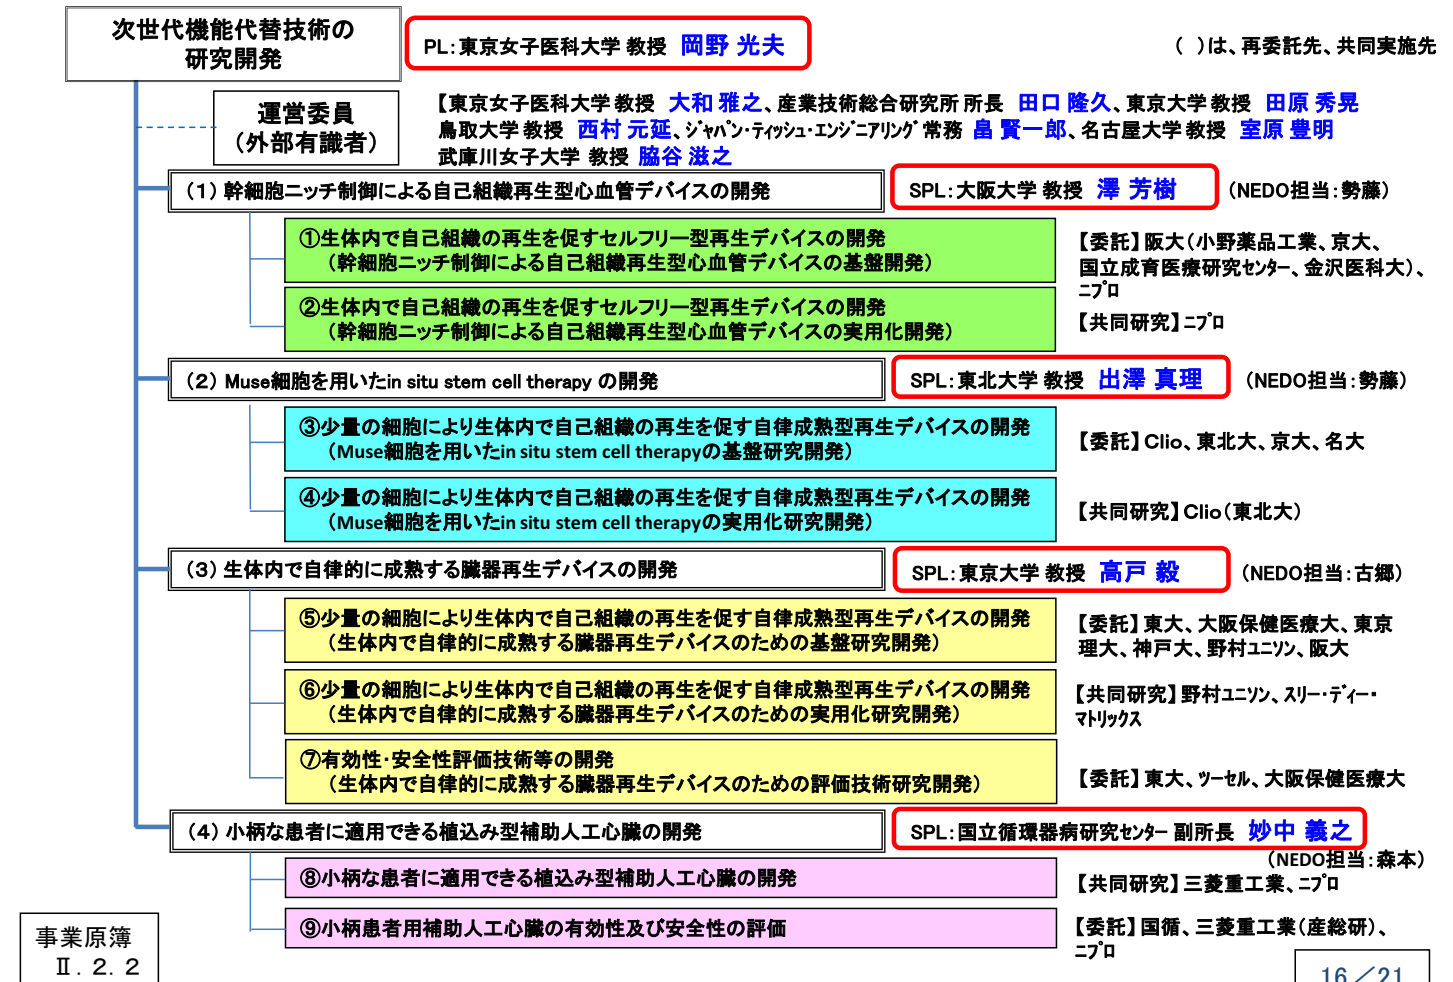 次世代機能代替技術の
研究開発
PL：東京女子医科大学 教授 岡野 光夫
（ ）は、再委託先、共同実施先
運営委員
（外部有識者）
【東京女子医科大学 教授 大和 雅之、産業技術総合研究所 所長 田口 隆久、東京大学 教授 田原 秀晃
鳥取大学 教授 西村 元延、ｼﾞｬﾊﾟﾝ・ﾃｨｯｼｭ・ｴﾝｼﾞﾆｱﾘﾝｸﾞ 常務 畠 賢一郎、名古屋大学 教授 室原 豊明
武庫川女子大学 教授 脇谷 滋之
（１）幹細胞ニッチ制御による自己組織再生型心血管デバイスの開発
SPL：大阪大学 教授 澤 芳樹
（NEDO担当：勢藤）
①生体内で自己組織の再生を促すセルフリー型再生デバイスの開発
（幹細胞ニッチ制御による自己組織再生型心血管デバイスの基盤開発）
【委託】阪大（小野薬品工業、京大、
国立成育医療研究ｾﾝﾀｰ、金沢医科大）、
ﾆﾌﾟﾛ
②生体内で自己組織の再生を促すセルフリー型再生デバイスの開発
（幹細胞ニッチ制御による自己組織再生型心血管デバイスの実用化開発）
【共同研究】ﾆﾌﾟﾛ
（２）Muse細胞を用いたin situ stem cell therapy の開発
SPL：東北大学 教授 出澤 真理
（NEDO担当：勢藤）
③少量の細胞により生体内で自己組織の再生を促す自律成熟型再生デバイスの開発
（Muse細胞を用いたin situ stem cell therapyの基盤研究開発）
【委託】Clio、東北大、京大、名大
④少量の細胞により生体内で自己組織の再生を促す自律成熟型再生デバイスの開発
（Muse細胞を用いたin situ stem cell therapyの実用化研究開発）
【共同研究】Clio（東北大）
（３）生体内で自律的に成熟する臓器再生デバイスの開発
SPL：東京大学 教授 高戸 毅
（NEDO担当：古郷）
⑤少量の細胞により生体内で自己組織の再生を促す自律成熟型再生デバイスの開発
（生体内で自律的に成熟する臓器再生デバイスのための基盤研究開発）
【委託】東大、大阪保健医療大、東京
理大、神戸大、野村ﾕﾆｿﾝ、阪大
⑥少量の細胞により生体内で自己組織の再生を促す自律成熟型再生デバイスの開発
（生体内で自律的に成熟する臓器再生デバイスのための実用化研究開発）
【共同研究】野村ﾕﾆｿﾝ、ｽﾘｰ・ﾃﾞｨｰ・
ﾏﾄﾘｯｸｽ
⑦有効性・安全性評価技術等の開発
（生体内で自律的に成熟する臓器再生デバイスのための評価技術研究開発）
【委託】東大、ﾂｰｾﾙ、大阪保健医療大
（４）小柄な患者に適用できる植込み型補助人工心臓の開発
SPL：国立循環器病研究ｾﾝﾀｰ 副所長 妙中 義之
（NEDO担当：森本）
⑧小柄な患者に適用できる植込み型補助人工心臓の開発
【共同研究】三菱重工業、ﾆﾌﾟﾛ
⑨小柄患者用補助人工心臓の有効性及び安全性の評価
【委託】国循、三菱重工業（産総研）、
ﾆﾌﾟﾛ
事業原簿
Ⅱ．２．２
16／21